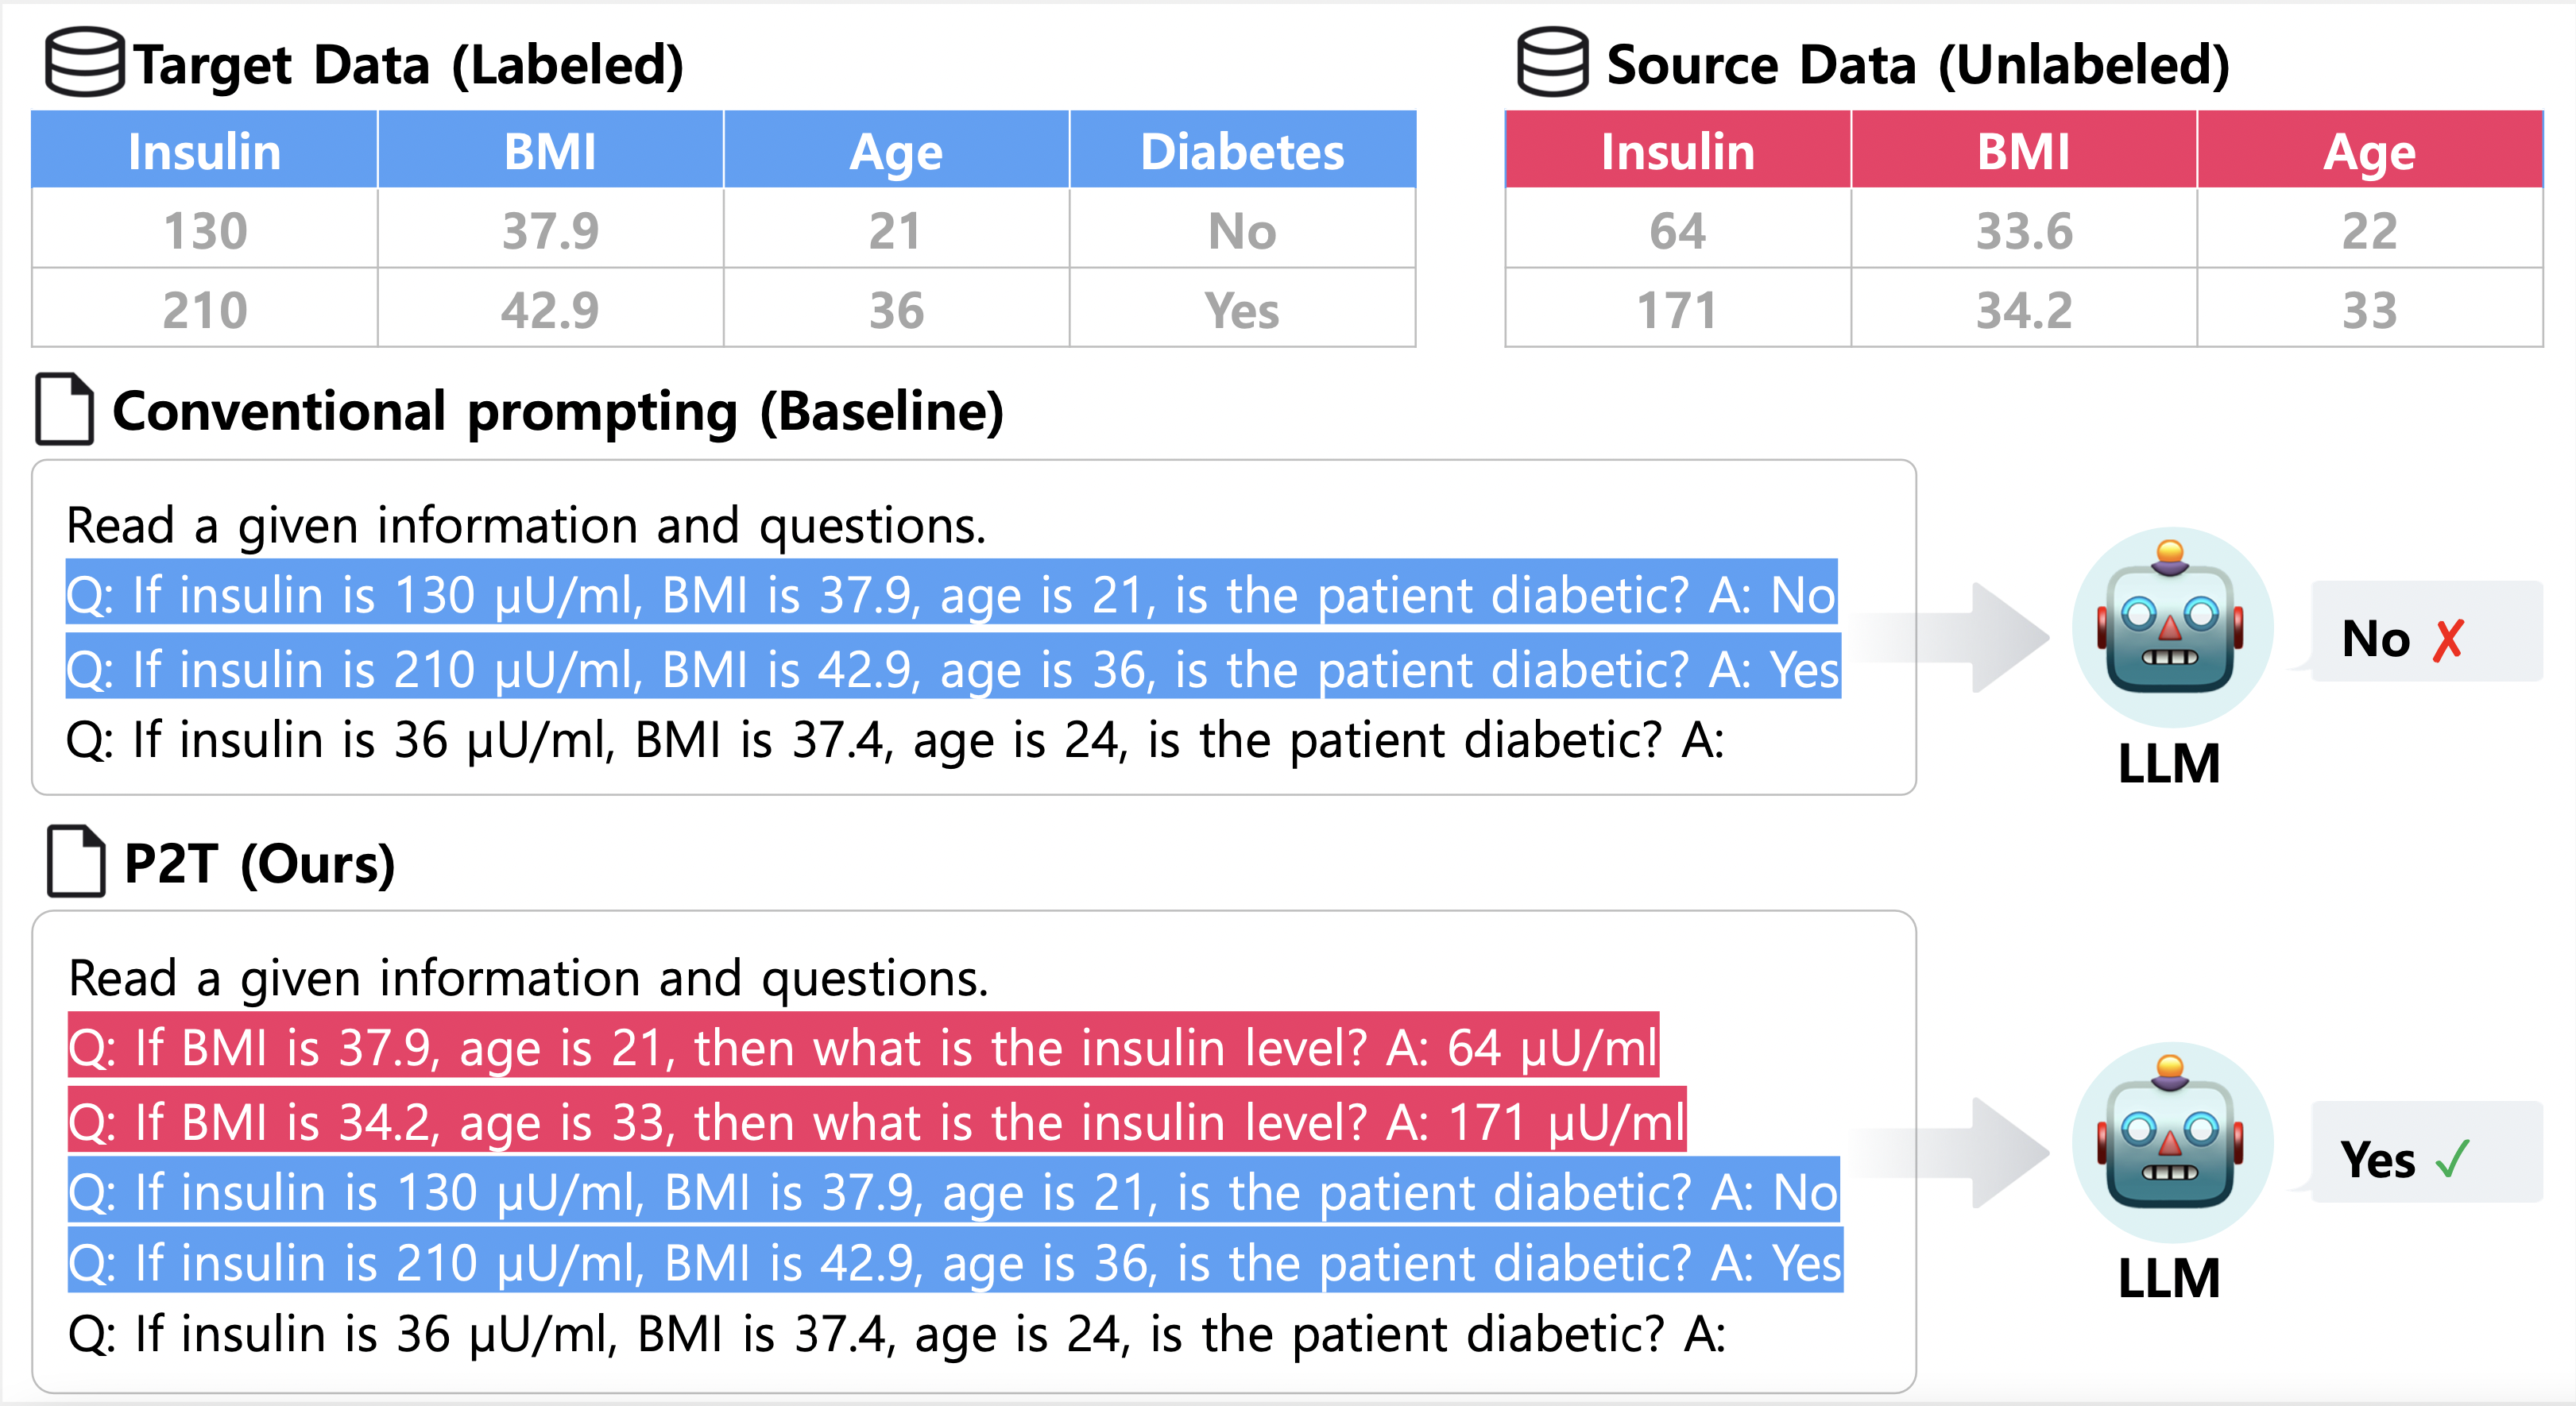 Target Data (Labeled)
Insulin BMI Age Diabetes
130 37.9 21 No
210 42.9 36 Yes
Source Data (Unlabeled)
Insulin BMI Age
64 33.6 22
171 34.2 33
Conventional prompting (Baseline)
Read a given information and questions.
Q: If insulin is 130 μU/ml, BMI is 37.9, age is 21, is the patient diabetic? A: No
Q: If insulin is 210 μU/ml, BMI is 42.9, age is 36, is the patient diabetic? A: Yes
Q: If insulin is 36 μU/ml, BMI is 37.4, age is 24, is the patient diabetic? A:
LLM
No ✗
P2T (Ours)
Read a given information and questions.
Q: If BMI is 37.9, age is 21, then what is the insulin level? A: 64 μU/ml
Q: If BMI is 34.2, age is 33, then what is the insulin level? A: 171 μU/ml
Q: If insulin is 130 μU/ml, BMI is 37.9, age is 21, is the patient diabetic? A: No
Q: If insulin is 210 μU/ml, BMI is 42.9, age is 36, is the patient diabetic? A: Yes
Q: If insulin is 36 μU/ml, BMI is 37.4, age is 24, is the patient diabetic? A:
LLM
Yes ✓